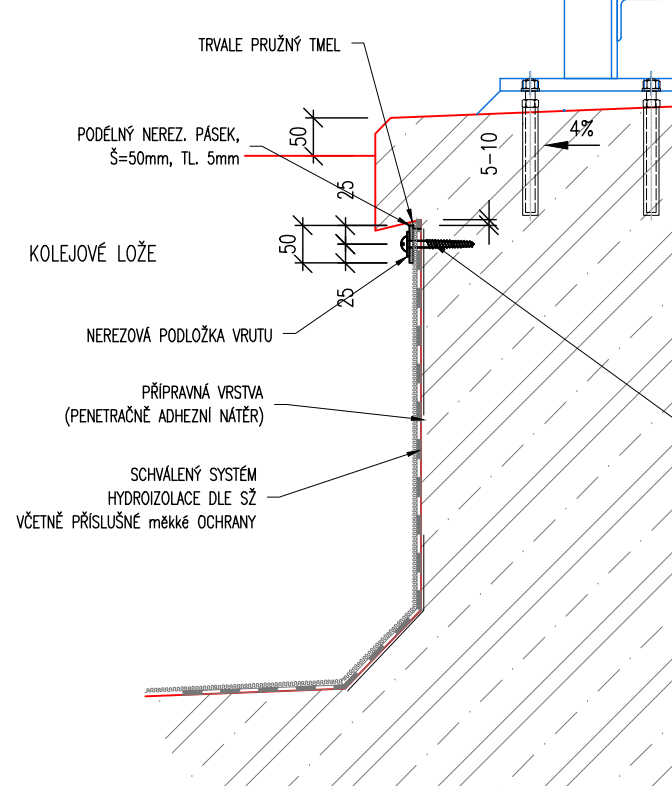 TRVALE PRUŽNÝ TMEL
50
4%
PODÉLNÝ NEREZ. PÁSEK,
Š=50mm, TL. 5mm
5-10
25
50
KOLEJOVÉ LOŽE
25
NEREZOVÁ PODLOŽKA VRUTU
PŘÍPRAVNÁ VRSTVA
(PENETRAČNĚ ADHEZNÍ NÁTĚR)
SCHVÁLENÝ SYSTÉM
HYDROIZOLACE DLE SŽ
VČETNĚ PŘÍSLUŠNÉ měkké OCHRANY